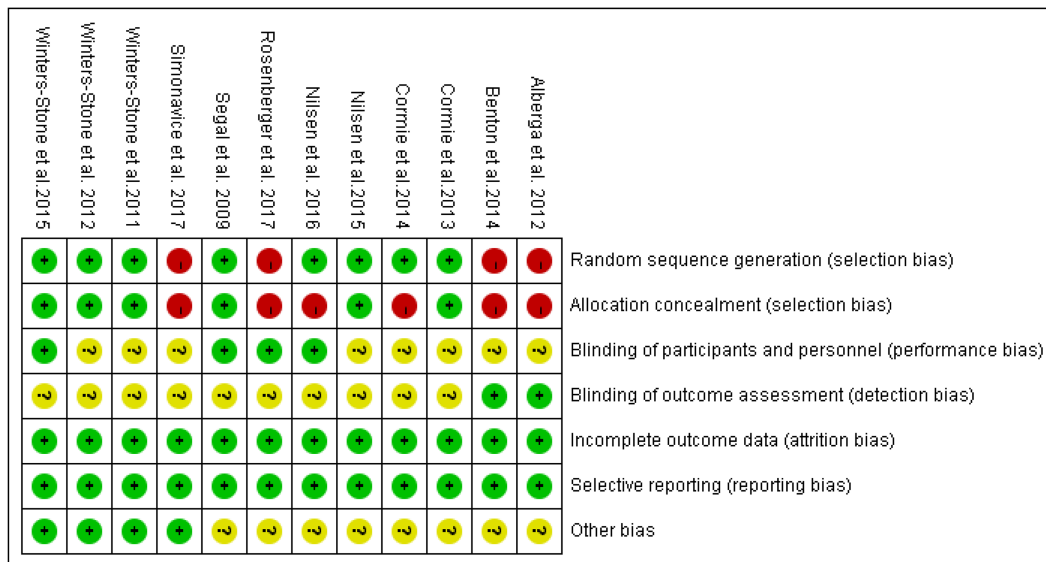 Winters-Stone et al.2015
Winters-Stone et al. 2012
Winters-Stone et al.2011
Simonavice et al. 2017
Segal et al. 2009
Rosenberger et al. 2017
Nilsen et al. 2016
Nilsen et al.2015
Cormie et al. 2014
Cormie et al. 2013
Benton et al.2014
Alberga et al. 2012
+ + + - + - + + + + - - Random sequence generation (selection bias)
+ + + - + - - + - + - - Allocation concealment (selection bias)
+ ? ? ? + + + ? ? ? ? ? Blinding of participants and personnel (performance bias)
? ? ? ? ? ? ? ? ? ? + + Blinding of outcome assessment (detection bias)
+ + + + + + + + + + + + Incomplete outcome data (attrition bias)
+ + + + + + + + + + + + Selective reporting (reporting bias)
+ + + + ? ? ? ? ? ? ? ? Other bias